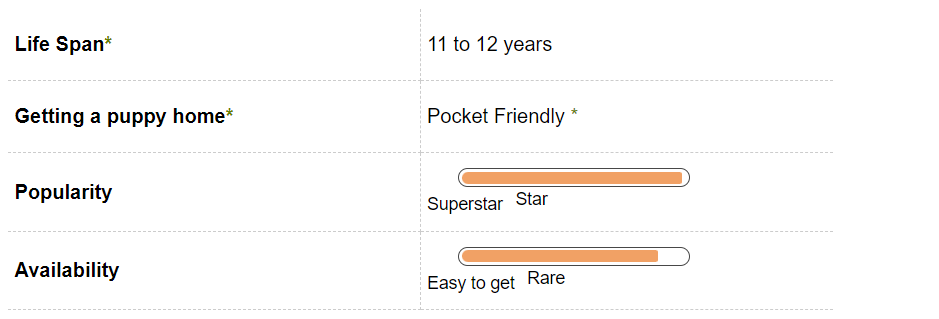 Life Span* 11 to 12 years
Getting a puppy home* Pocket Friendly *
Popularity
Superstar Star
Availability
Easy to get Rare